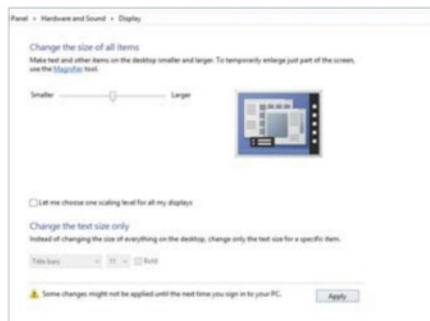 Panel › Hardware and Sound › Display
Change the size of all items
Make text and other items on the desktop smaller and larger. To temporarily enlarge just part of the screen,
use the Magnifier tool.
Smaller Larger
Let me choose one scaling level for all my displays
Change the text size only
Instead of changing the size of everything on the desktop, change only the text size for a specific item.
Title bars 11 Bold
Some changes might not be applied until the next time you sign in to your PC. Apply